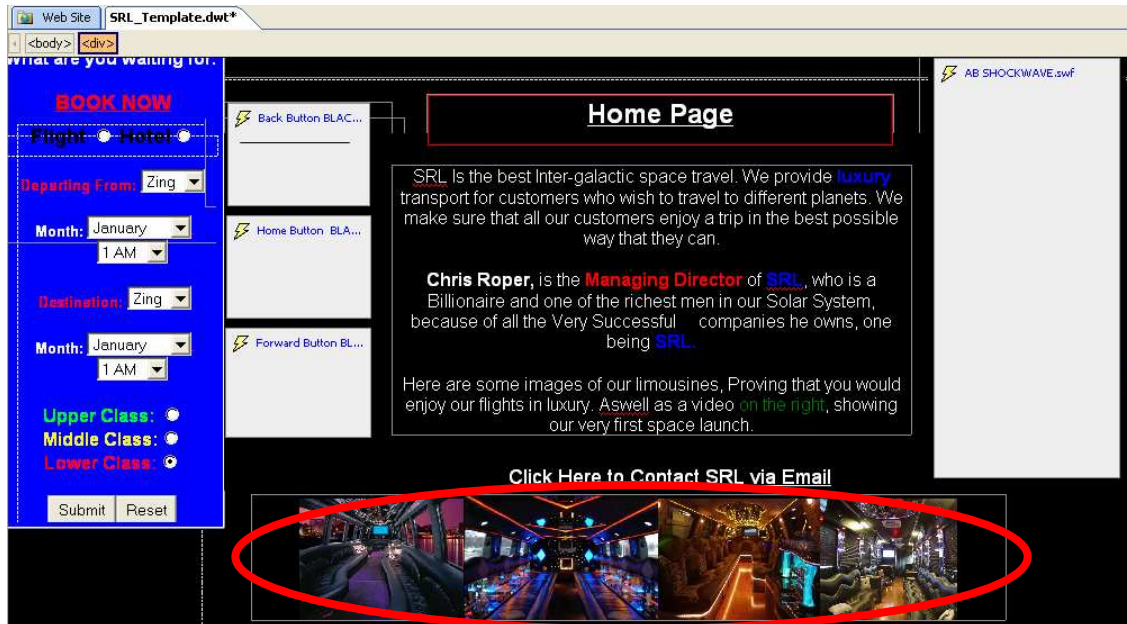 Web Site
SRL_Template.dwt*
<body>
<div>
What are you waiting for:
BOOK NOW
Flight Hotel
Departing From: Zing
Month: January
1 AM
Destination: Zing
Month: January
1 AM
Upper Class:
Middle Class:
Lower Class:
Submit Reset
Back Button BLAC...
Home Button BLA...
Forward Button BL...
Home Page
SRL Is the best Inter-galactic space travel. We provide luxury
transport for customers who wish to travel to different planets. We
make sure that all our customers enjoy a trip in the best possible
way that they can.
Chris Roper, is the Managing Director of SRL, who is a
Billionaire and one of the richest men in our Solar System,
because of all the Very Successful companies he owns, one
being SRL.
Here are some images of our limousines, Proving that you would
enjoy our flights in luxury. Aswell as a video on the right, showing
our very first space launch.
Click Here to Contact SRL via Email
AB SHOCKWAVE.swf